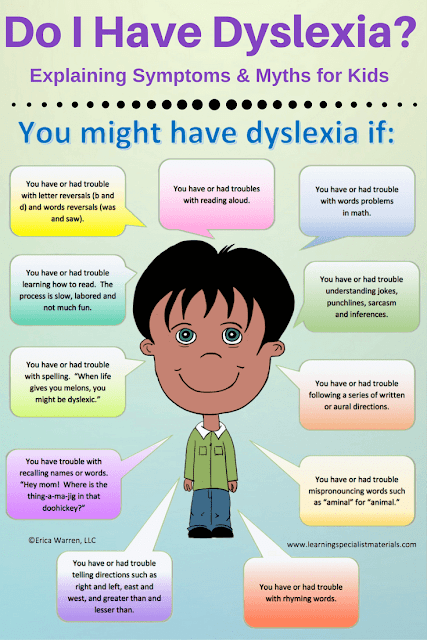 Do I Have Dyslexia?
Explaining Symptoms & Myths for Kids
You might have dyslexia if:
You have or had trouble
with letter reversals (b and
d) and words reversals (was
and saw).
You have or had troubles
with reading aloud.
You have or had trouble
with words problems
in math.
You have or had trouble
learning how to read. The
process is slow, labored and
not much fun.
You have or had trouble
understanding jokes,
punchlines, sarcasm
and inferences.
You have or had trouble
with spelling. “When life
gives you melons, you
might be dyslexic.”
You have or had trouble
following a series of written
or aural directions.
You have trouble with
recalling names or words.
“Hey mom! Where is the
thing-a-ma-jig in that
doohickey?”
You have or had trouble
mispronouncing words such
as “aminal” for “animal.”
©Erica Warren, LLC
www.learningspecialistmaterials.com
You have or had trouble
telling directions such as
right and left, east and
west, and greater than and
lesser than.
You have or had trouble
with rhyming words.